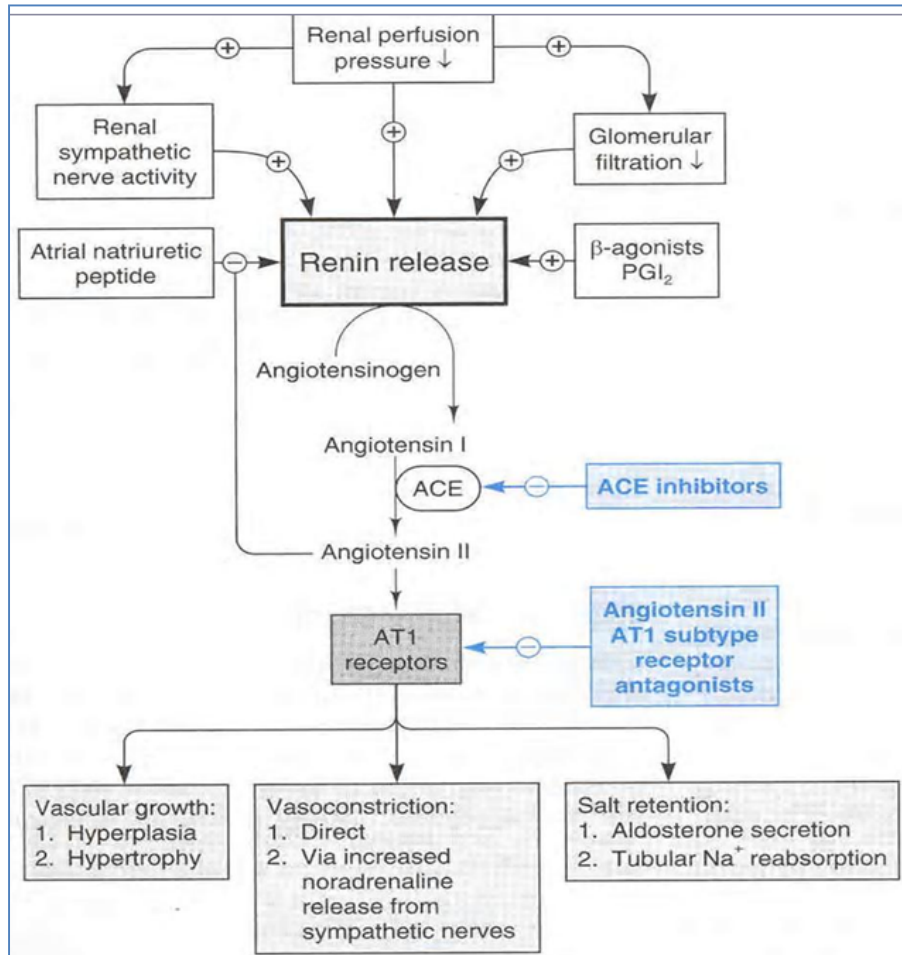 Renal perfusion
pressure ↓
+
+
+
Renal
sympathetic
nerve activity
+
Glomerular
filtration ↓
+
Atrial natriuretic
peptide
−
Renin release
+
β-agonists
PGI₂
Angiotensinogen
Angiotensin I
ACE
−
ACE inhibitors
Angiotensin II
AT1
receptors
−
Angiotensin II
AT1 subtype
receptor
antagonists
Vascular growth:
1. Hyperplasia
2. Hypertrophy
Vasoconstriction:
1. Direct
2. Via increased
noradrenaline
release from
sympathetic nerves
Salt retention:
1. Aldosterone secretion
2. Tubular Na⁺ reabsorption